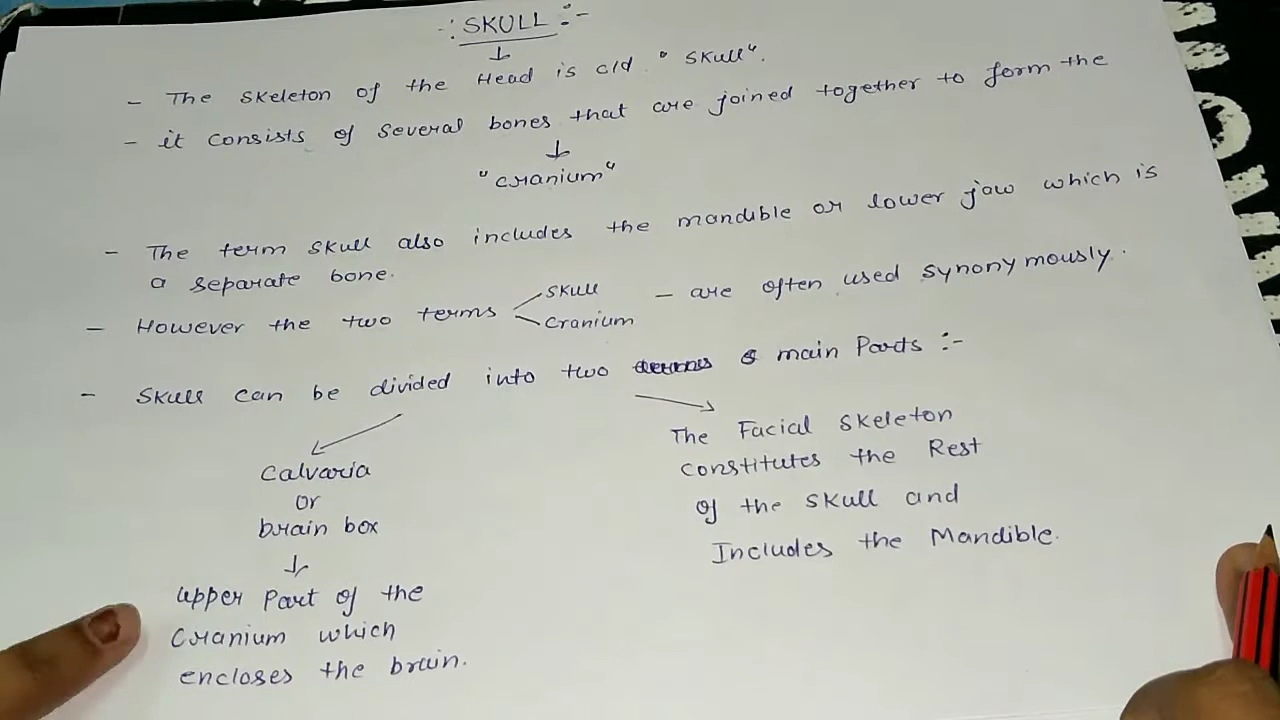 ∴ SKULL :-
↓
- The skeleton of the Head is c/d "skull".
- it consists of several bones that are joined together to form the
↓
"cranium"
- The term skull also includes the mandible or lower jaw which is
a separate bone.
- However the two terms skull cranium - are often used synonymously.
- Skull can be divided into two main Parts :-
Calvaria
or
brain box
↓
upper part of the
cranium which
encloses the brain.
The Facial skeleton
constitutes the Rest
of the skull and
Includes the Mandible.